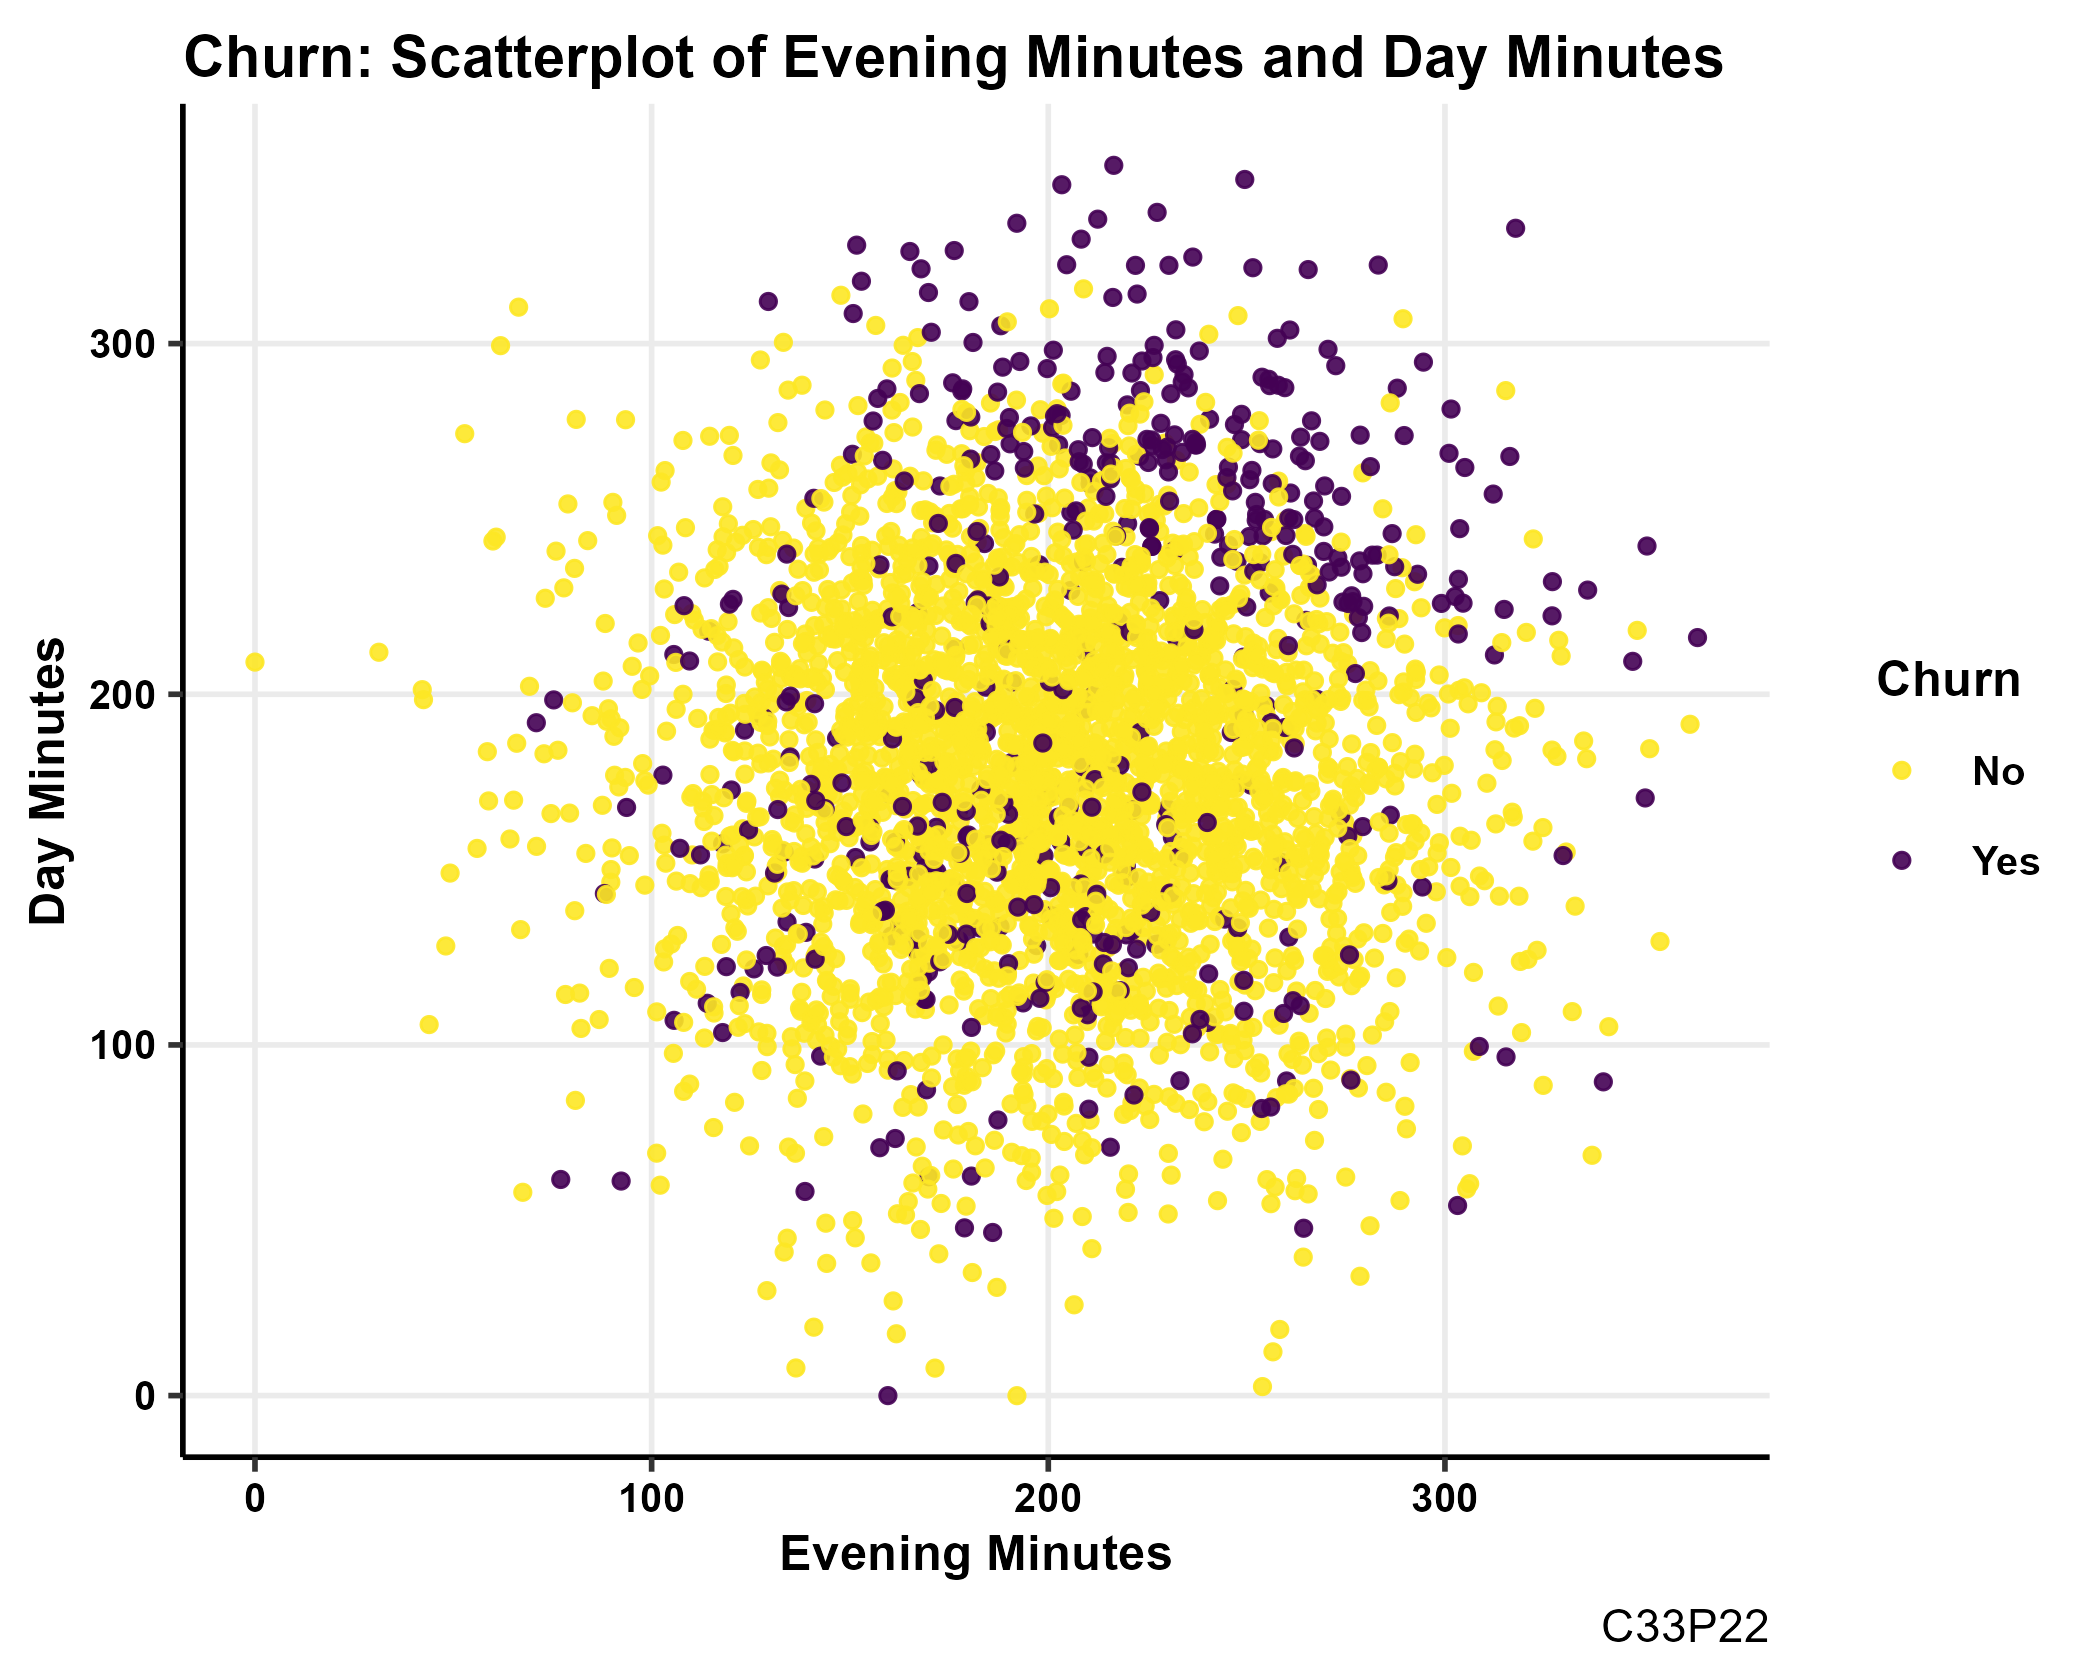 Churn: Scatterplot of Evening Minutes and Day Minutes
300
200
100
0
Day Minutes
0 100 200 300
Evening Minutes
Churn
No
Yes
C33P22